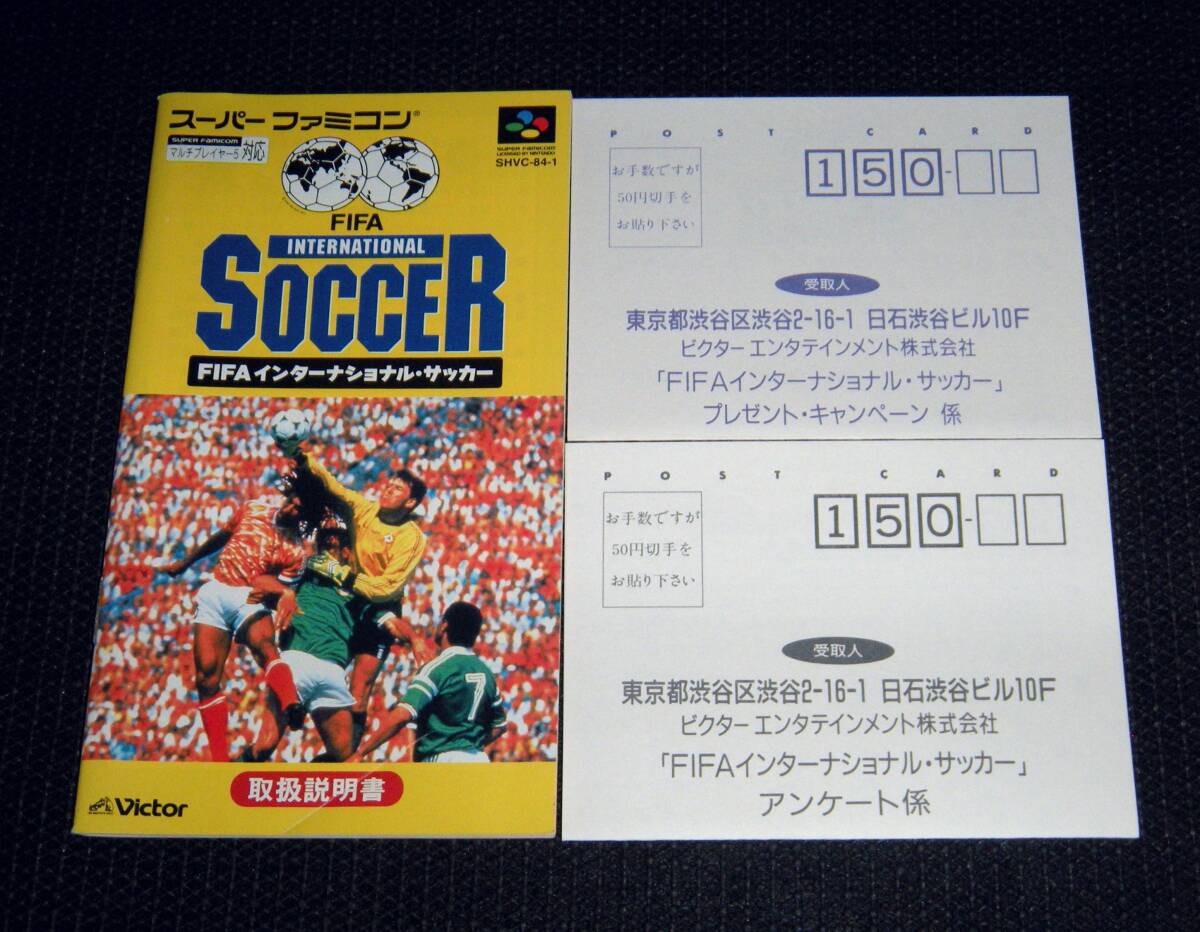 スーパーファミコン®
SUPER FAMICOM
マルチプレイヤー5 対応
SUPER FAMICOM
LICENSED BY NINTENDO
SHVC-84-1
FIFA
INTERNATIONAL
SOCCER
FIFAインターナショナル・サッカー
7
取扱説明書
Victor
POST CARD
お手数ですが
50円切手を
お貼り下さい
150-
受取人
東京都渋谷区渋谷2-16-1 日石渋谷ビル10F
ビクター エンタテインメント株式会社
「FIFAインターナショナル・サッカー」
プレゼント・キャンペーン 係
POST CARD
お手数ですが
50円切手を
お貼り下さい
150-
受取人
東京都渋谷区渋谷2-16-1 日石渋谷ビル10F
ビクター エンタテインメント株式会社
「FIFAインターナショナル・サッカー」
アンケート係